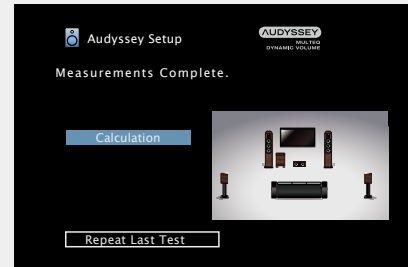 Audyssey Setup
AUDYSSEY
MULTEQ
DYNAMIC VOLUME
Measurements Complete.
Calculation
Repeat Last Test